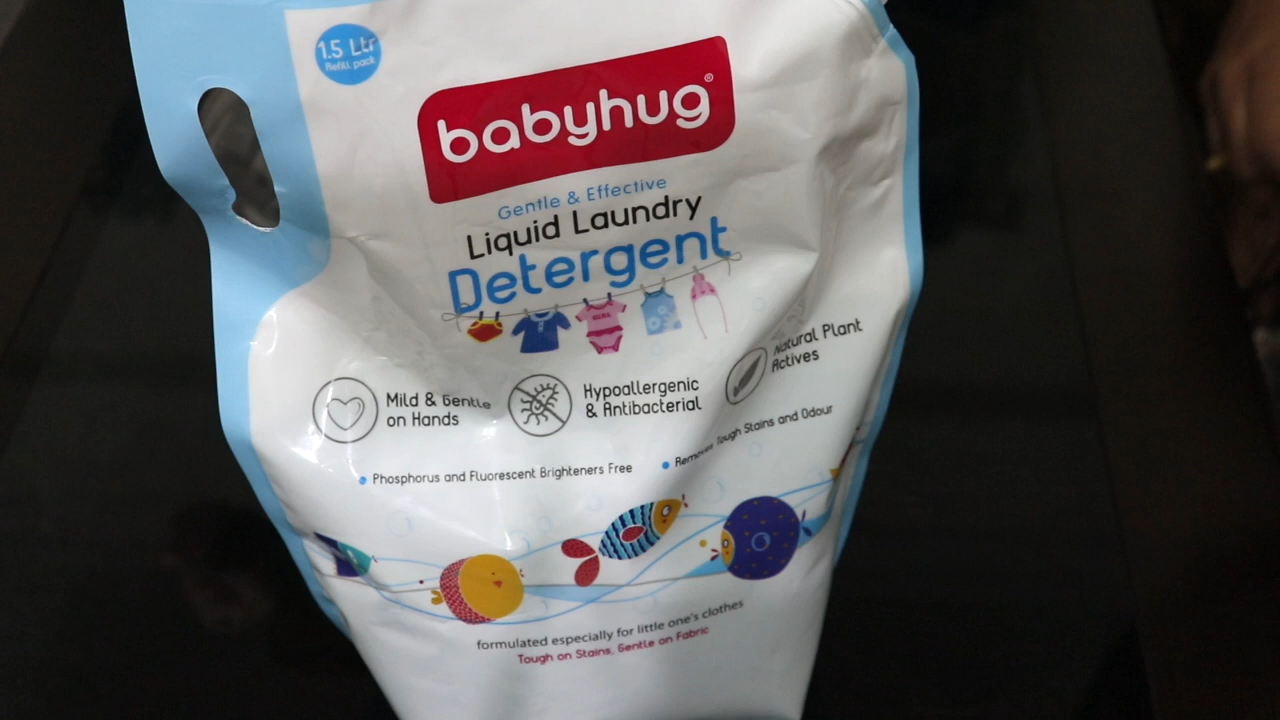 1.5 Ltr
Refill pack
babyhug®
Gentle & Effective
Liquid Laundry
Detergent
Mild & Gentle
on Hands
Hypoallergenic
& Antibacterial
Natural Plant
Actives
Phosphorus and Fluorescent Brighteners Free
Removes Tough Stains and Odour
formulated especially for little one's clothes
Tough on Stains, Gentle on Fabric